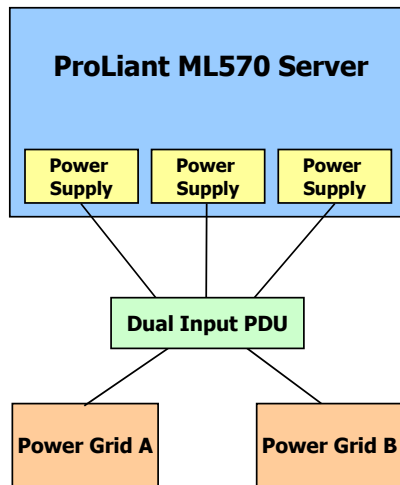 ProLiant ML570 Server
Power
Supply
Power
Supply
Power
Supply
Dual Input PDU
Power Grid A
Power Grid B